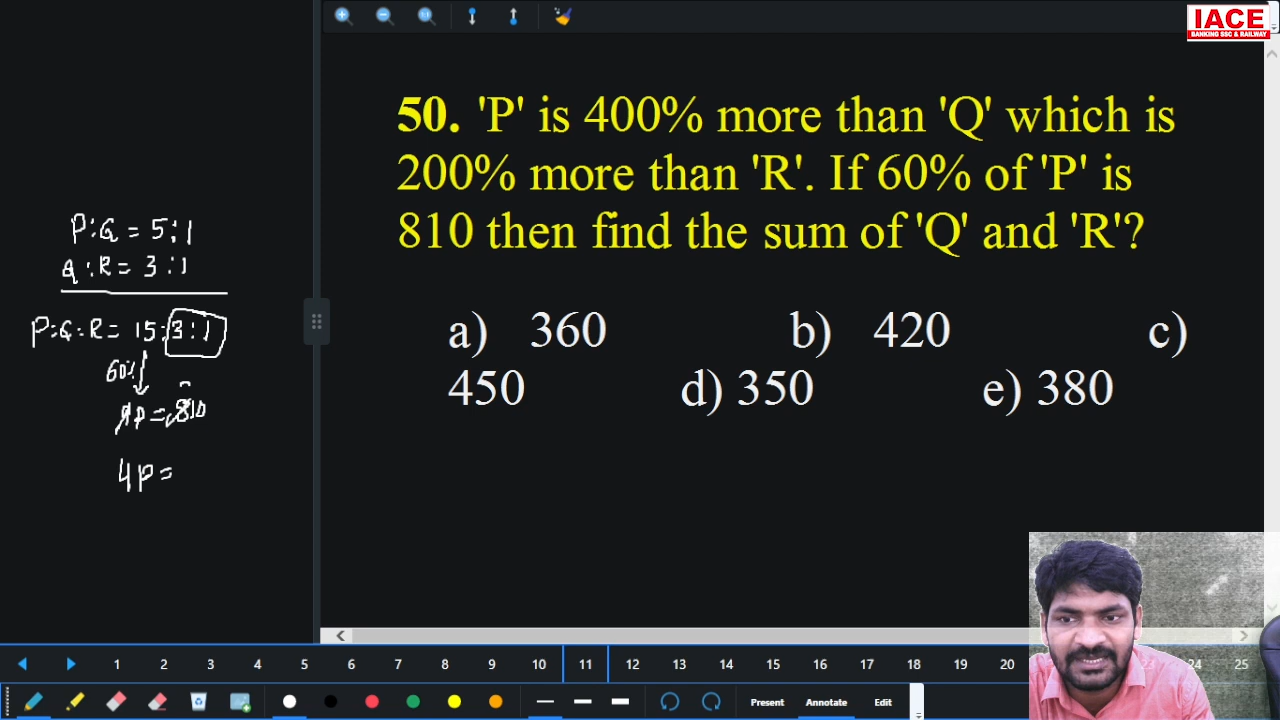 IACE
BANKING SSC & RAILWAY
50. 'P' is 400% more than 'Q' which is
200% more than 'R'. If 60% of 'P' is
810 then find the sum of 'Q' and 'R'?
a) 360 b) 420 c)
450 d) 350 e) 380
P:Q = 5:1
Q:R = 3:1
P:Q:R = 15:3:1
60%
9P = 810
4P =
1 2 3 4 5 6 7 8 9 10 11 12 13 14 15 16 17 18 19 20 23 24 25
Present Annotate Edit